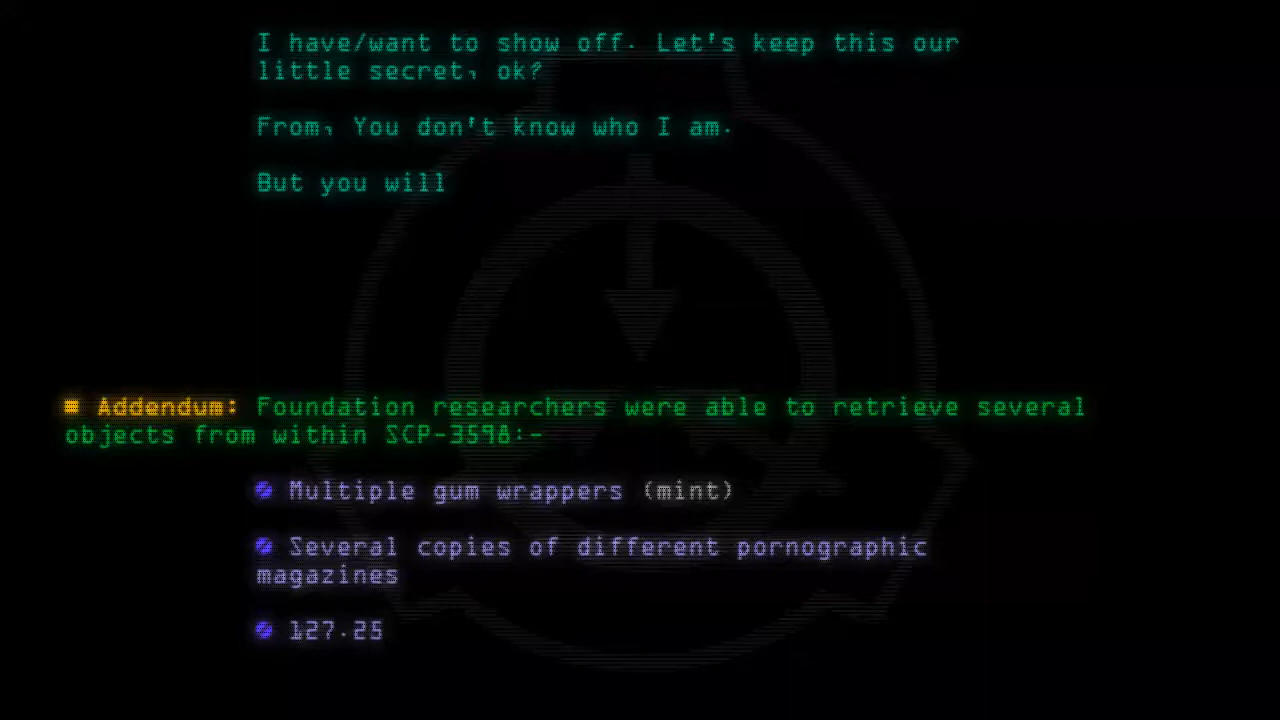 I have/want to show off. Let's keep this our
little secret, ok?
From, You don't know who I am.
But you will
■ Addendum: Foundation researchers were able to retrieve several
objects from within SCP-3598:-
● Multiple gum wrappers (mint)
● Several copies of different pornographic
magazines
● 127.25